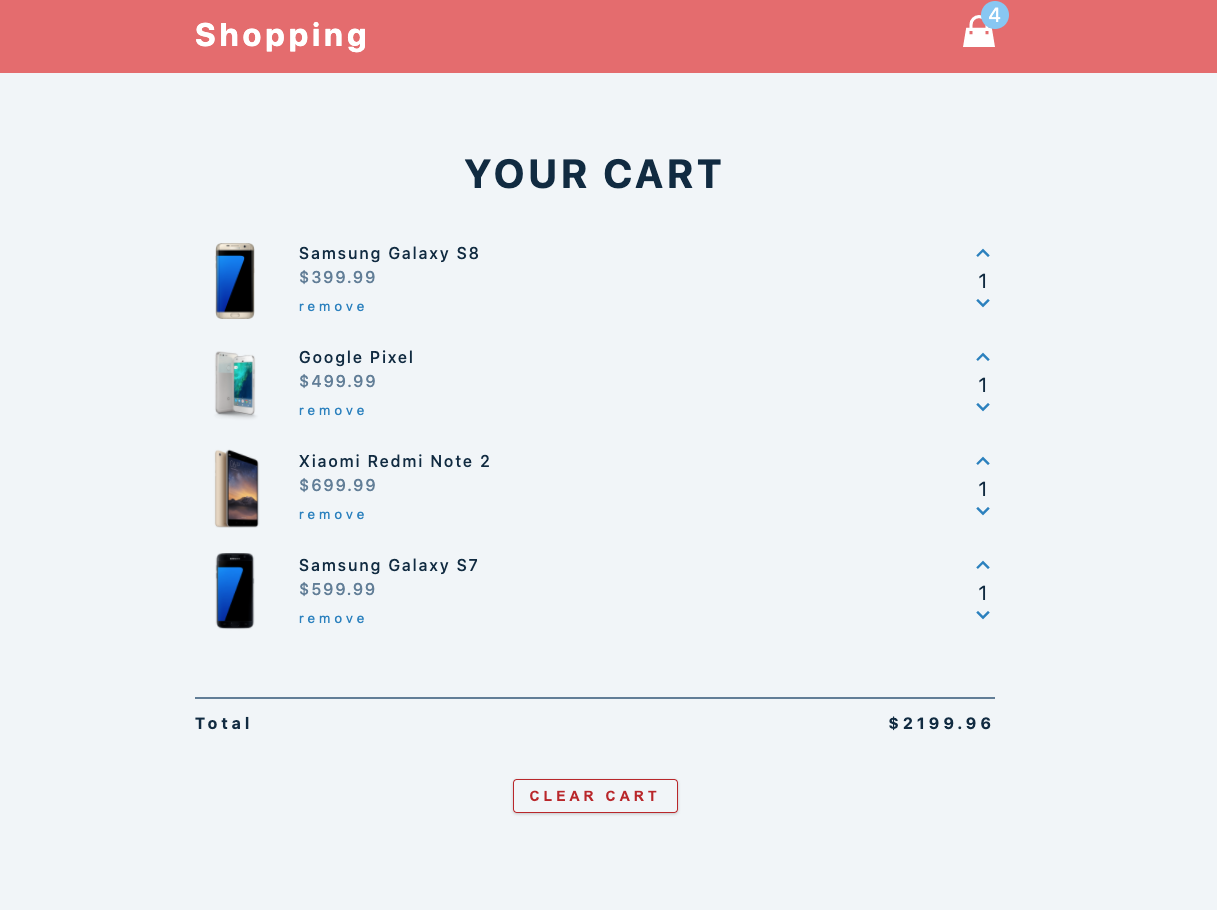 Shopping
4
YOUR CART
Samsung Galaxy S8
$399.99
remove
1
Google Pixel
$499.99
remove
1
Xiaomi Redmi Note 2
$699.99
remove
1
Samsung Galaxy S7
$599.99
remove
1
Total
$2199.96
CLEAR CART